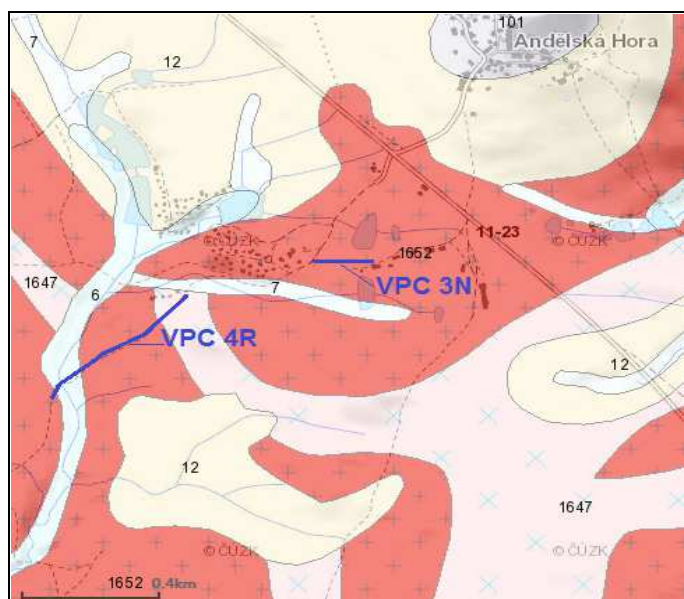 101
7
Andělská Hora
12
© ČÚZK
11-23
© ČÚZK
1652
1647
6
7
VPC 3N
VPC 4R
12
12
1647
© ČÚZK
© ČÚZK
1652
0.4km